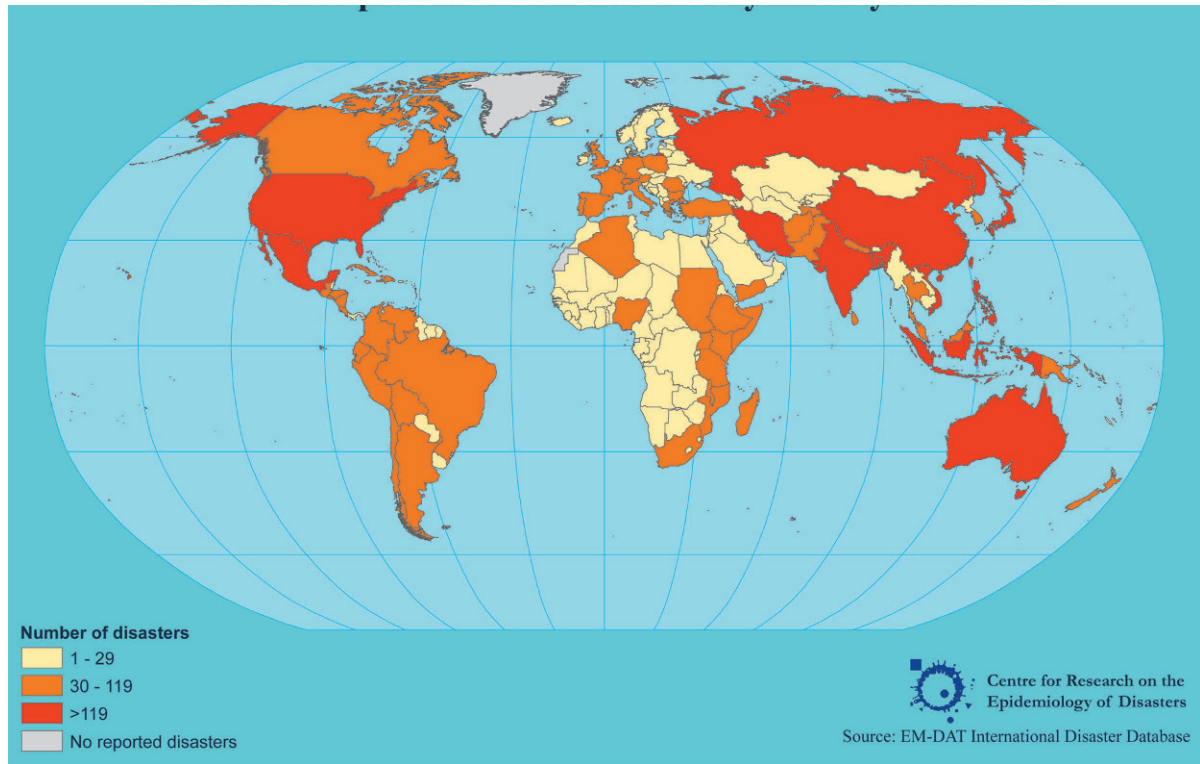 Number of disasters
1 - 29
30 - 119
>119
No reported disasters
Centre for Research on the
Epidemiology of Disasters
Source: EM-DAT International Disaster Database